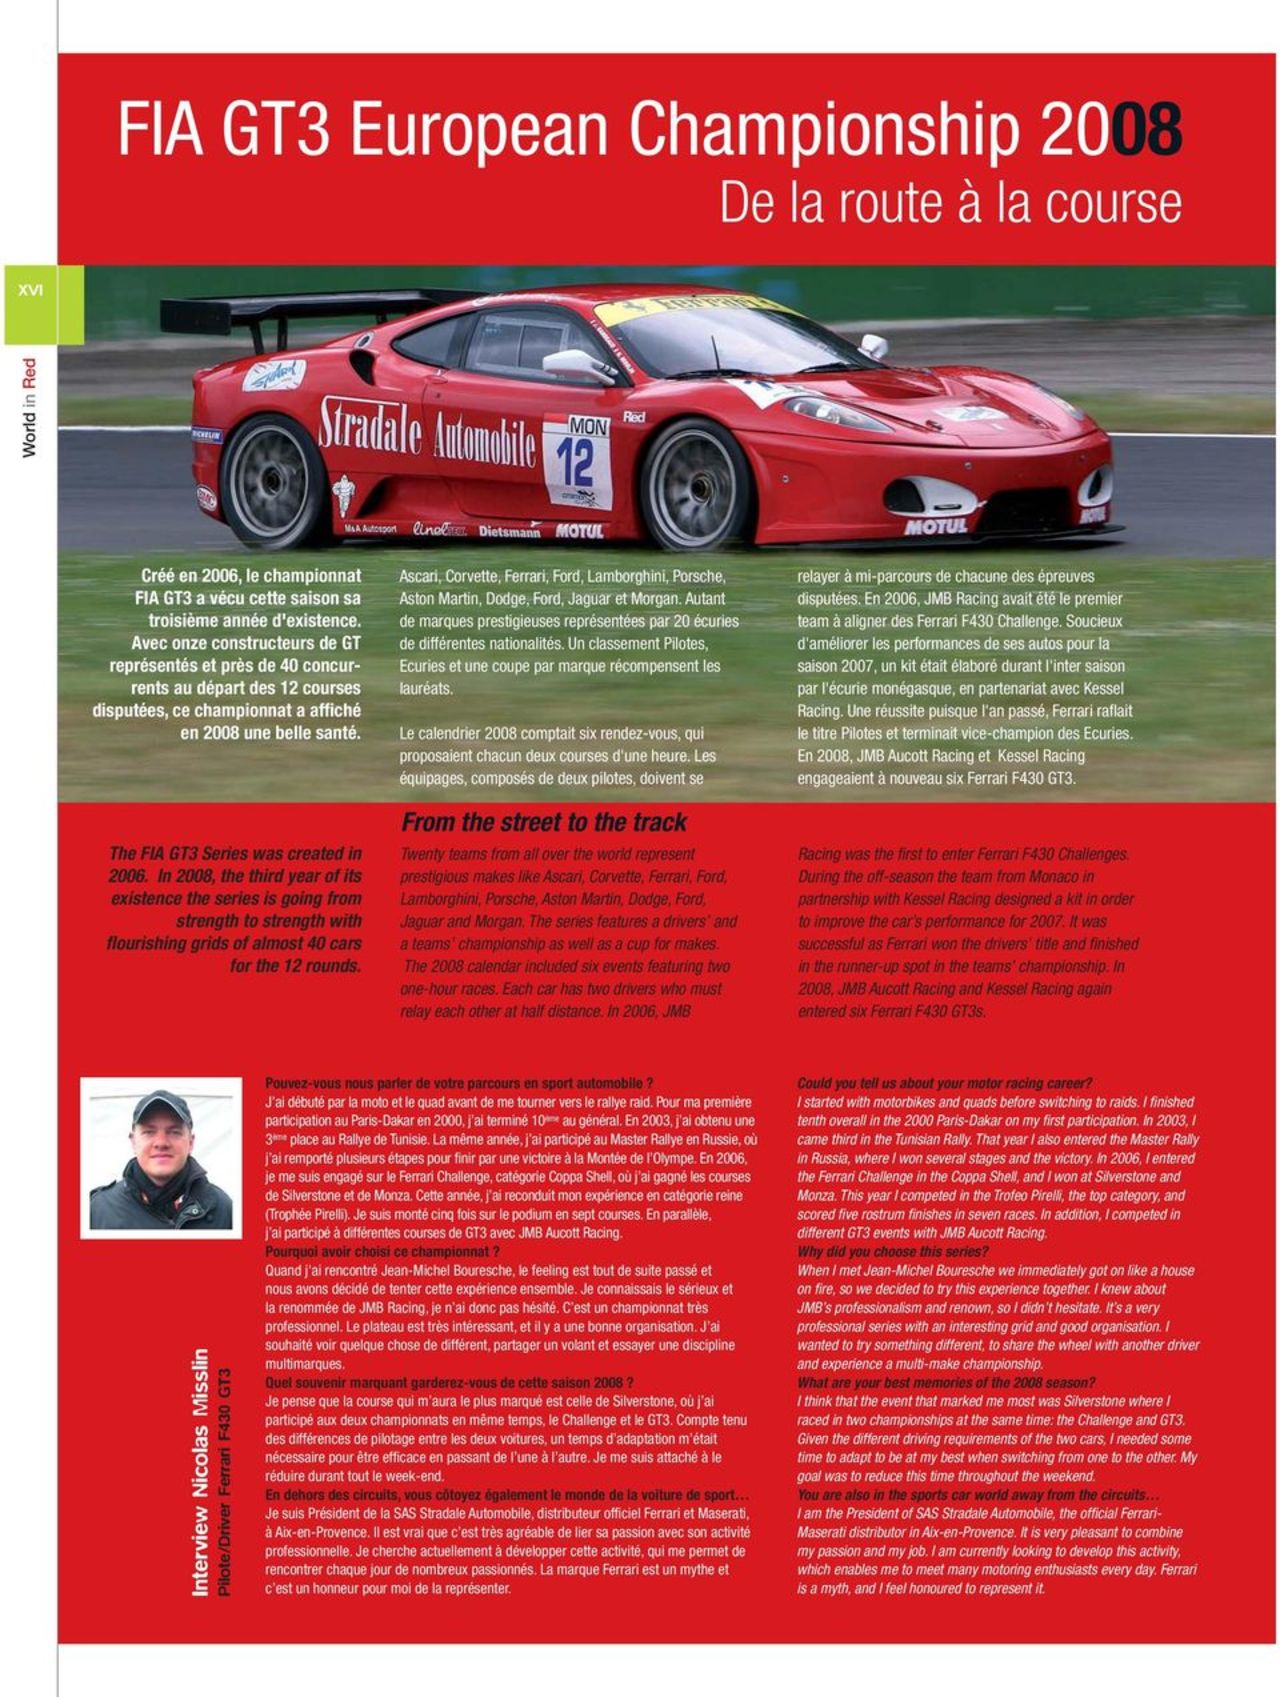 FIA GT3 European Championship 2008
De la route à la course
XVI
World in Red
Ferrari
Stradale Automobile
MON
12
Red
MICHELIN
BMC
M&A Autosport
Dietsmann
MOTUL
MOTUL
MOTUL
Créé en 2006, le championnat
FIA GT3 a vécu cette saison sa
troisième année d'existence.
Avec onze constructeurs de GT
représentés et près de 40 concur-
rents au départ des 12 courses
disputées, ce championnat a affiché
en 2008 une belle santé.
Ascari, Corvette, Ferrari, Ford, Lamborghini, Porsche,
Aston Martin, Dodge, Ford, Jaguar et Morgan. Autant
de marques prestigieuses représentées par 20 écuries
de différentes nationalités. Un classement Pilotes,
Ecuries et une coupe par marque récompensent les
lauréats.
Le calendrier 2008 comptait six rendez-vous, qui
proposaient chacun deux courses d'une heure. Les
équipages, composés de deux pilotes, doivent se
relayer à mi-parcours de chacune des épreuves
disputées. En 2006, JMB Racing avait été le premier
team à aligner des Ferrari F430 Challenge. Soucieux
d'améliorer les performances de ses autos pour la
saison 2007, un kit était élaboré durant l'inter saison
par l'écurie monégasque, en partenariat avec Kessel
Racing. Une réussite puisque l'an passé, Ferrari raflait
le titre Pilotes et terminait vice-champion des Ecuries.
En 2008, JMB Aucott Racing et Kessel Racing
engageaient à nouveau six Ferrari F430 GT3.
The FIA GT3 Series was created in
2006. In 2008, the third year of its
existence the series is going from
strength to strength with
flourishing grids of almost 40 cars
for the 12 rounds.
From the street to the track
Twenty teams from all over the world represent
prestigious makes like Ascari, Corvette, Ferrari, Ford,
Lamborghini, Porsche, Aston Martin, Dodge, Ford,
Jaguar and Morgan. The series features a drivers' and
a teams' championship as well as a cup for makes.
The 2008 calendar included six events featuring two
one-hour races. Each car has two drivers who must
relay each other at half distance. In 2006, JMB
Racing was the first to enter Ferrari F430 Challenges.
During the off-season the team from Monaco in
partnership with Kessel Racing designed a kit in order
to improve the car's performance for 2007. It was
successful as Ferrari won the drivers' title and finished
in the runner-up spot in the teams' championship. In
2008, JMB Aucott Racing and Kessel Racing again
entered six Ferrari F430 GT3s.
Interview Nicolas Misslin
Pilote/Driver Ferrari F430 GT3
Pouvez-vous nous parler de votre parcours en sport automobile ?
J'ai débuté par la moto et le quad avant de me tourner vers le rallye raid. Pour ma première
participation au Paris-Dakar en 2000, j'ai terminé 10ième au général. En 2003, j'ai obtenu une
3ième place au Rallye de Tunisie. La même année, j'ai participé au Master Rallye en Russie, où
j'ai remporté plusieurs étapes pour finir par une victoire à la Montée de l'Olympe. En 2006,
je me suis engagé sur le Ferrari Challenge, catégorie Coppa Shell, où j'ai gagné les courses
de Silverstone et de Monza. Cette année, j'ai reconduit mon expérience en catégorie reine
(Trophée Pirelli). Je suis monté cinq fois sur le podium en sept courses. En parallèle,
j'ai participé à différentes courses de GT3 avec JMB Aucott Racing.
Pourquoi avoir choisi ce championnat ?
Quand j'ai rencontré Jean-Michel Bouresche, le feeling est tout de suite passé et
nous avons décidé de tenter cette expérience ensemble. Je connaissais le sérieux et
la renommée de JMB Racing, je n'ai donc pas hésité. C'est un championnat très
professionnel. Le plateau est très intéressant, et il y a une bonne organisation. J'ai
souhaité voir quelque chose de différent, partager un volant et essayer une discipline
multimarques.
Quel souvenir marquant garderez-vous de cette saison 2008 ?
Je pense que la course qui m'aura le plus marqué est celle de Silverstone, où j'ai
participé aux deux championnats en même temps, le Challenge et le GT3. Compte tenu
des différences de pilotage entre les deux voitures, un temps d'adaptation m'était
nécessaire pour être efficace en passant de l'une à l'autre. Je me suis attaché à le
réduire durant tout le week-end.
En dehors des circuits, vous côtoyez également le monde de la voiture de sport…
Je suis Président de la SAS Stradale Automobile, distributeur officiel Ferrari et Maserati,
à Aix-en-Provence. Il est vrai que c'est très agréable de lier sa passion avec son activité
professionnelle. Je cherche actuellement à développer cette activité, qui me permet de
rencontrer chaque jour de nombreux passionnés. La marque Ferrari est un mythe et
c'est un honneur pour moi de la représenter.
Could you tell us about your motor racing career?
I started with motorbikes and quads before switching to raids. I finished
tenth overall in the 2000 Paris-Dakar on my first participation. In 2003, I
came third in the Tunisian Rally. That year I also entered the Master Rally
in Russia, where I won several stages and the victory. In 2006, I entered
the Ferrari Challenge in the Coppa Shell, and I won at Silverstone and
Monza. This year I competed in the Trofeo Pirelli, the top category, and
scored five rostrum finishes in seven races. In addition, I competed in
different GT3 events with JMB Aucott Racing.
Why did you choose this series?
When I met Jean-Michel Bouresche we immediately got on like a house
on fire, so we decided to try this experience together. I knew about
JMB's professionalism and renown, so I didn't hesitate. It's a very
professional series with an interesting grid and good organisation. I
wanted to try something different, to share the wheel with another driver
and experience a multi-make championship.
What are your best memories of the 2008 season?
I think that the event that marked me most was Silverstone where I
raced in two championships at the same time: the Challenge and GT3.
Given the different driving requirements of the two cars, I needed some
time to adapt to be at my best when switching from one to the other. My
goal was to reduce this time throughout the weekend.
You are also in the sports car world away from the circuits…
I am the President of SAS Stradale Automobile, the official Ferrari-
Maserati distributor in Aix-en-Provence. It is very pleasant to combine
my passion and my job. I am currently looking to develop this activity,
which enables me to meet many motoring enthusiasts every day. Ferrari
is a myth, and I feel honoured to represent it.